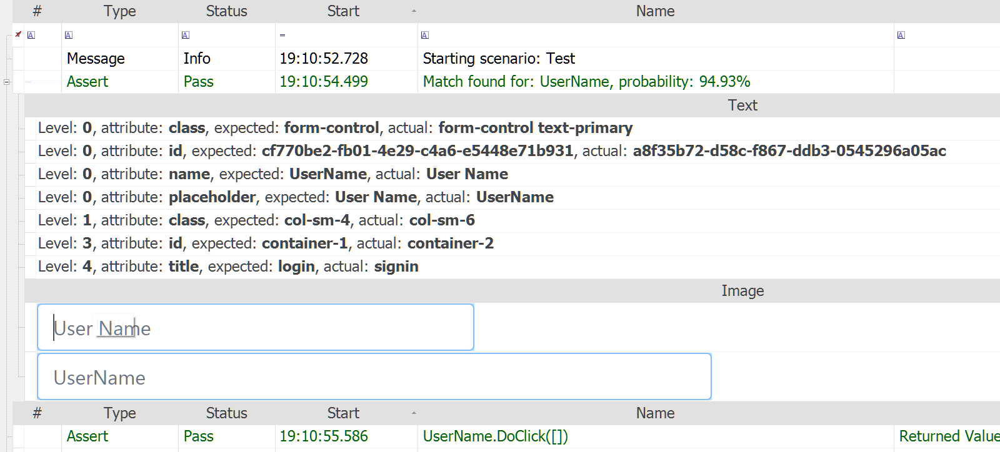 # Type Status Start Name
A A A = A A
Message Info 19:10:52.728 Starting scenario: Test
Assert Pass 19:10:54.499 Match found for: UserName, probability: 94.93%
Text
Level: 0, attribute: class, expected: form-control, actual: form-control text-primary
Level: 0, attribute: id, expected: cf770be2-fb01-4e29-c4a6-e5448e71b931, actual: a8f35b72-d58c-f867-ddb3-0545296a05ac
Level: 0, attribute: name, expected: UserName, actual: User Name
Level: 0, attribute: placeholder, expected: User Name, actual: UserName
Level: 1, attribute: class, expected: col-sm-4, actual: col-sm-6
Level: 3, attribute: id, expected: container-1, actual: container-2
Level: 4, attribute: title, expected: login, actual: signin
Image
User Name
UserName
# Type Status Start Name
Assert Pass 19:10:55.586 UserName.DoClick([]) Returned Value